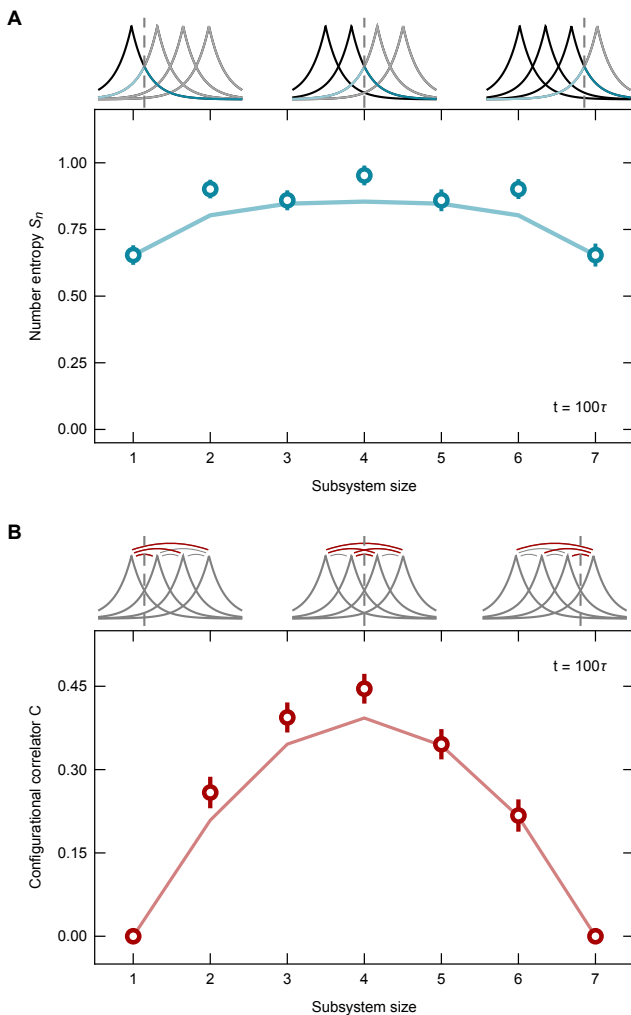 A
1.00
0.75
0.50
0.25
0.00
Number entropy Sn
t = 100τ
1 2 3 4 5 6 7
Subsystem size
B
t = 100τ
0.45
0.30
0.15
0.00
Configurational correlator C
1 2 3 4 5 6 7
Subsystem size